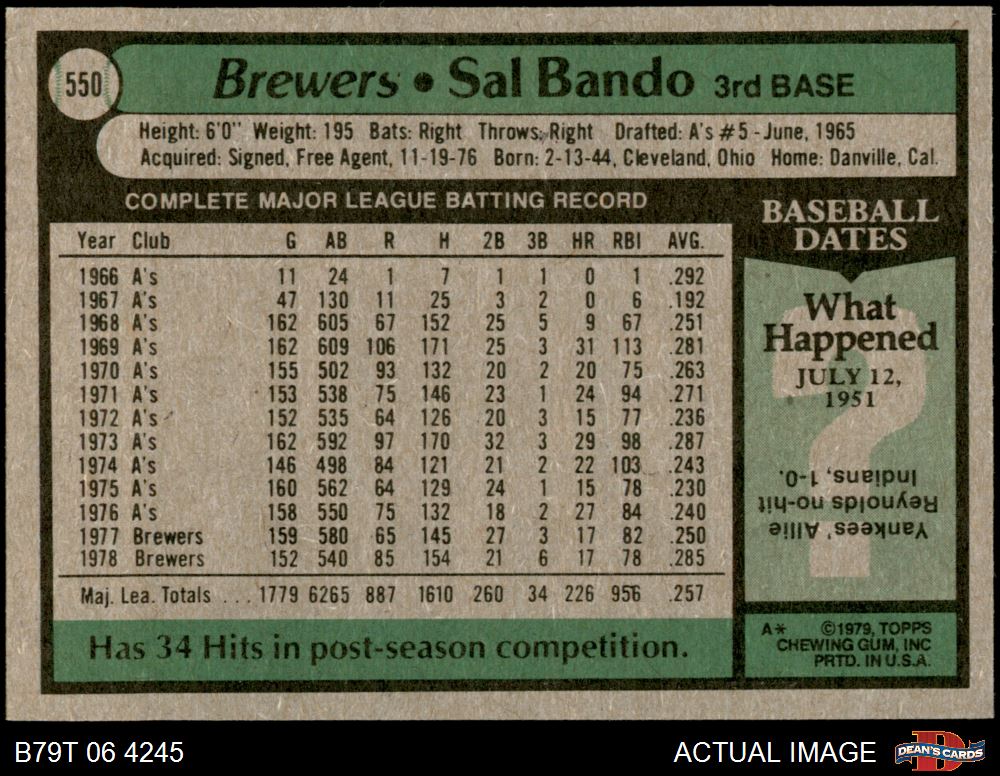 550
Brewers • Sal Bando 3rd BASE
Height: 6'0" Weight: 195 Bats: Right Throws: Right Drafted: A's #5 - June, 1965
Acquired: Signed, Free Agent, 11-19-76 Born: 2-13-44, Cleveland, Ohio Home: Danville, Cal.
COMPLETE MAJOR LEAGUE BATTING RECORD
Year Club G AB R H 2B 3B HR RBI AVG.
1966 A's 11 24 1 7 1 1 0 1 .292
1967 A's 47 130 11 25 3 2 0 6 .192
1968 A's 162 605 67 152 25 5 9 67 .251
1969 A's 162 609 106 171 25 3 31 113 .281
1970 A's 155 502 93 132 20 2 20 75 .263
1971 A's 153 538 75 146 23 1 24 94 .271
1972 A's 152 535 64 126 20 3 15 77 .236
1973 A's 162 592 97 170 32 3 29 98 .287
1974 A's 146 498 84 121 21 2 22 103 .243
1975 A's 160 562 64 129 24 1 15 78 .230
1976 A's 158 550 75 132 18 2 27 84 .240
1977 Brewers 159 580 65 145 27 3 17 82 .250
1978 Brewers 152 540 85 154 21 6 17 78 .285
Maj. Lea. Totals ... 1779 6265 887 1610 260 34 226 956 .257
Has 34 Hits in post-season competition.
BASEBALL
DATES
What
Happened
JULY 12,
1951
Yankees' Allie
Reynolds no-hit
Indians, 1-0.
A* ©1979, TOPPS
CHEWING GUM, INC
PRTD. IN U.S.A.
B79T 06 4245
ACTUAL IMAGE
DEAN'S CARDS